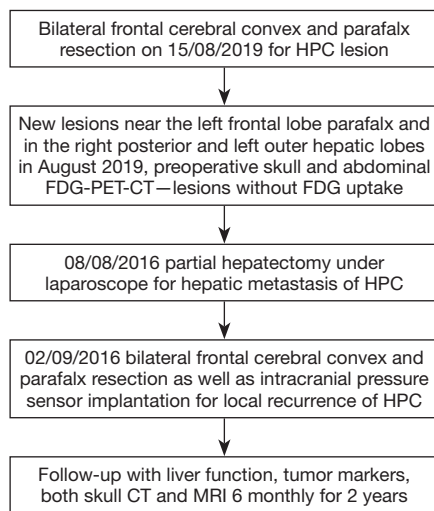 Bilateral frontal cerebral convex and parafalx
resection on 15/08/2019 for HPC lesion
New lesions near the left frontal lobe parafalx and
in the right posterior and left outer hepatic lobes
in August 2019, preoperative skull and abdominal
FDG-PET-CT—lesions without FDG uptake
08/08/2016 partial hepatectomy under
laparoscope for hepatic metastasis of HPC
02/09/2016 bilateral frontal cerebral convex and
parafalx resection as well as intracranial pressure
sensor implantation for local recurrence of HPC
Follow-up with liver function, tumor markers,
both skull CT and MRI 6 monthly for 2 years